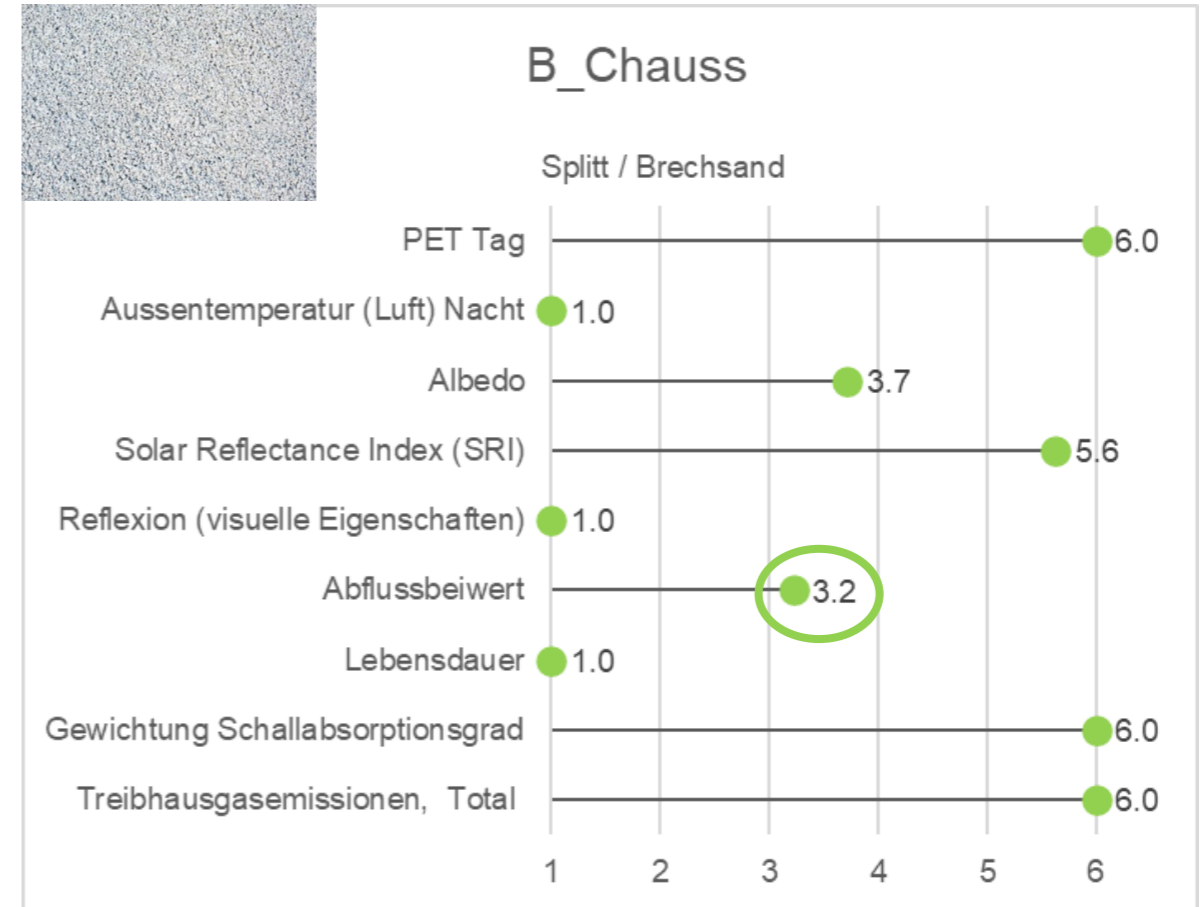 B_Chauss
Splitt / Brechsand
PET Tag 6.0
Aussentemperatur (Luft) Nacht 1.0
Albedo 3.7
Solar Reflectance Index (SRI) 5.6
Reflexion (visuelle Eigenschaften) 1.0
Abflussbeiwert 3.2
Lebensdauer 1.0
Gewichtung Schallabsorptionsgrad 6.0
Treibhausgasemissionen, Total 6.0
1 2 3 4 5 6